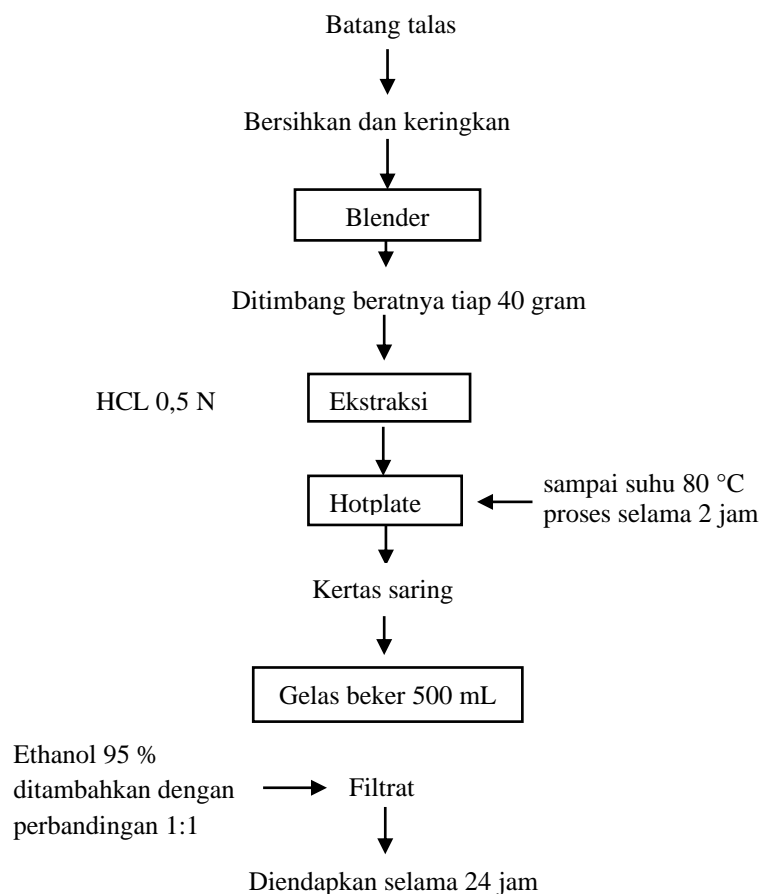 Batang talas
Bersihkan dan keringkan
Blender
Ditimbang beratnya tiap 40 gram
HCL 0,5 N
Ekstraksi
Hotplate
sampai suhu 80 °C
proses selama 2 jam
Kertas saring
Gelas beker 500 mL
Ethanol 95 %
ditambahkan dengan
perbandingan 1:1
Filtrat
Diendapkan selama 24 jam